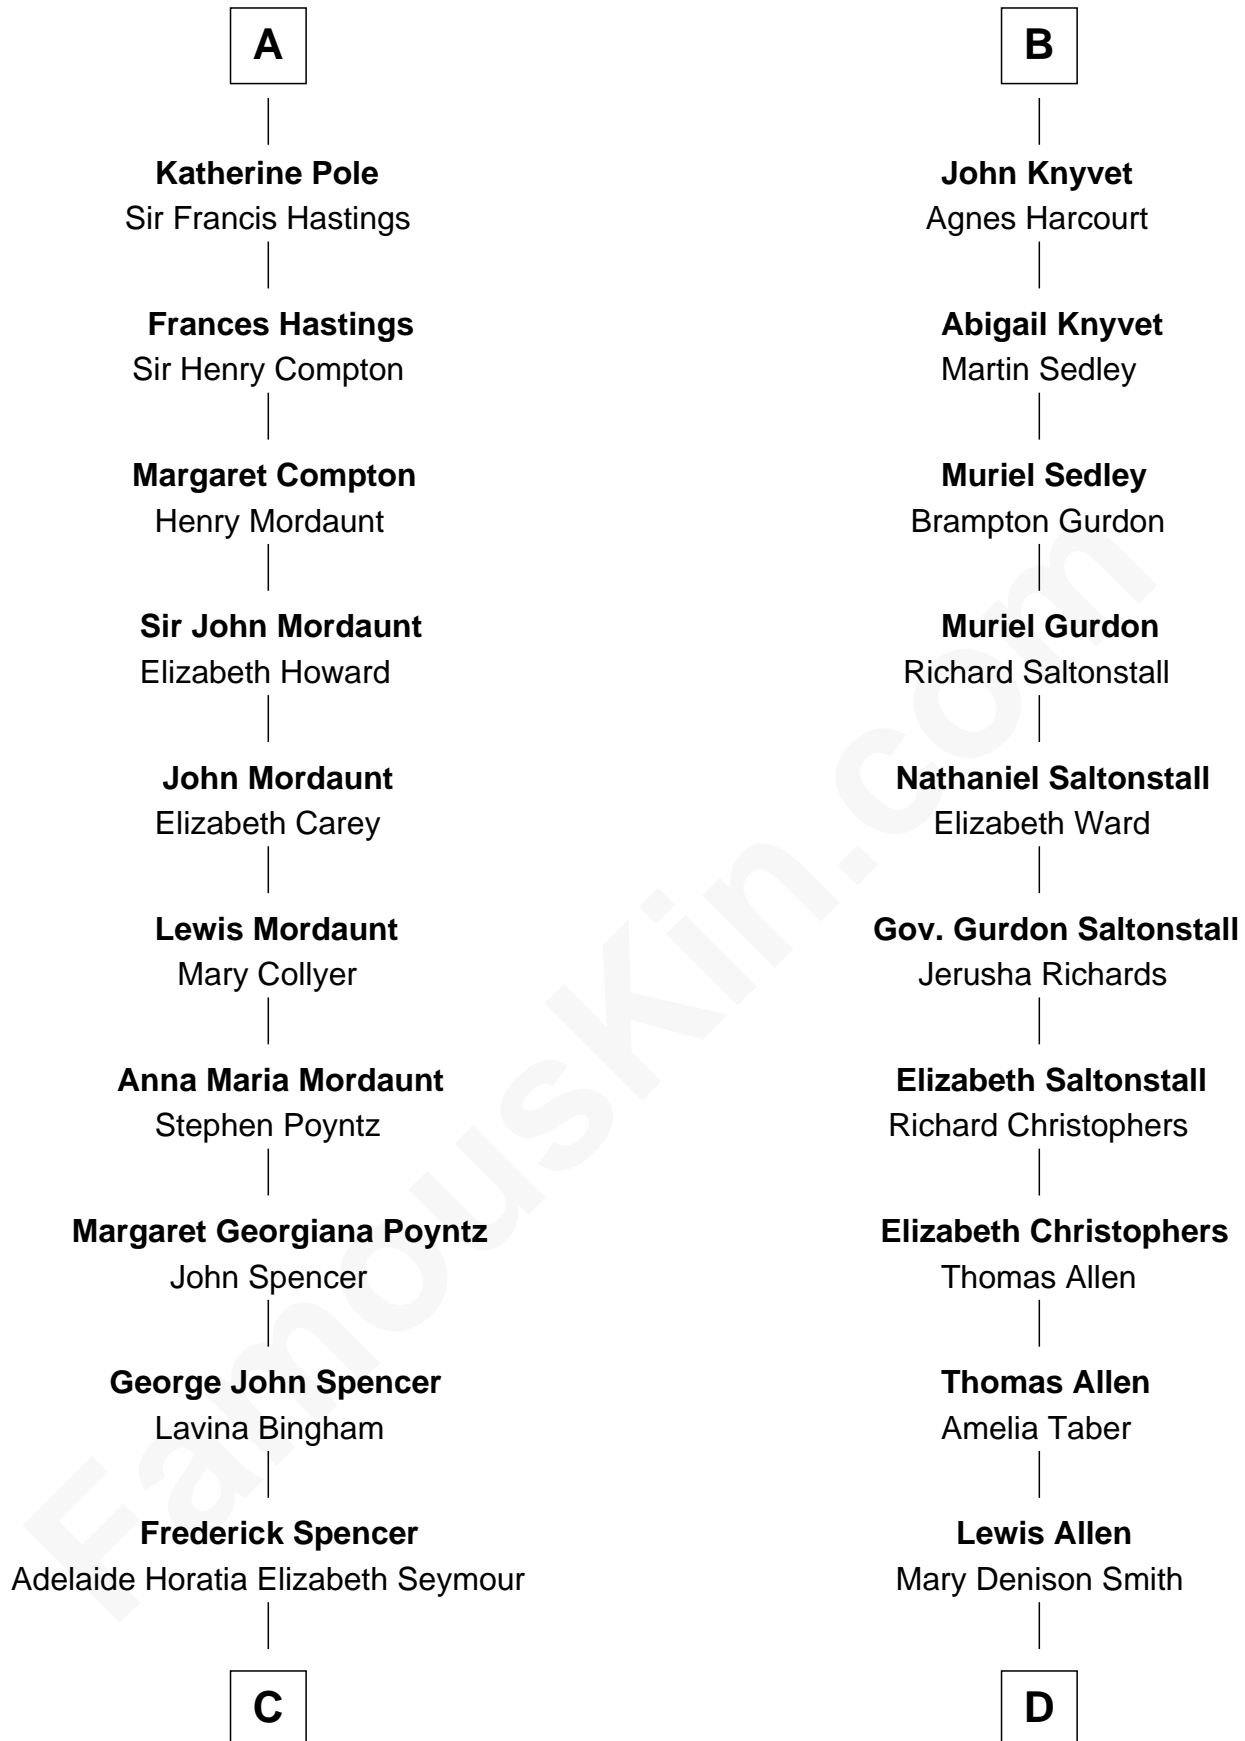 A
Katherine Pole
Sir Francis Hastings
Frances Hastings
Sir Henry Compton
Margaret Compton
Henry Mordaunt
Sir John Mordaunt
Elizabeth Howard
John Mordaunt
Elizabeth Carey
Lewis Mordaunt
Mary Collyer
Anna Maria Mordaunt
Stephen Poyntz
Margaret Georgiana Poyntz
John Spencer
George John Spencer
Lavina Bingham
Frederick Spencer
Adelaide Horatia Elizabeth Seymour
C
B
John Knyvet
Agnes Harcourt
Abigail Knyvet
Martin Sedley
Muriel Sedley
Brampton Gurdon
Muriel Gurdon
Richard Saltonstall
Nathaniel Saltonstall
Elizabeth Ward
Gov. Gurdon Saltonstall
Jerusha Richards
Elizabeth Saltonstall
Richard Christophers
Elizabeth Christophers
Thomas Allen
Thomas Allen
Amelia Taber
Lewis Allen
Mary Denison Smith
D
FamousKin.com